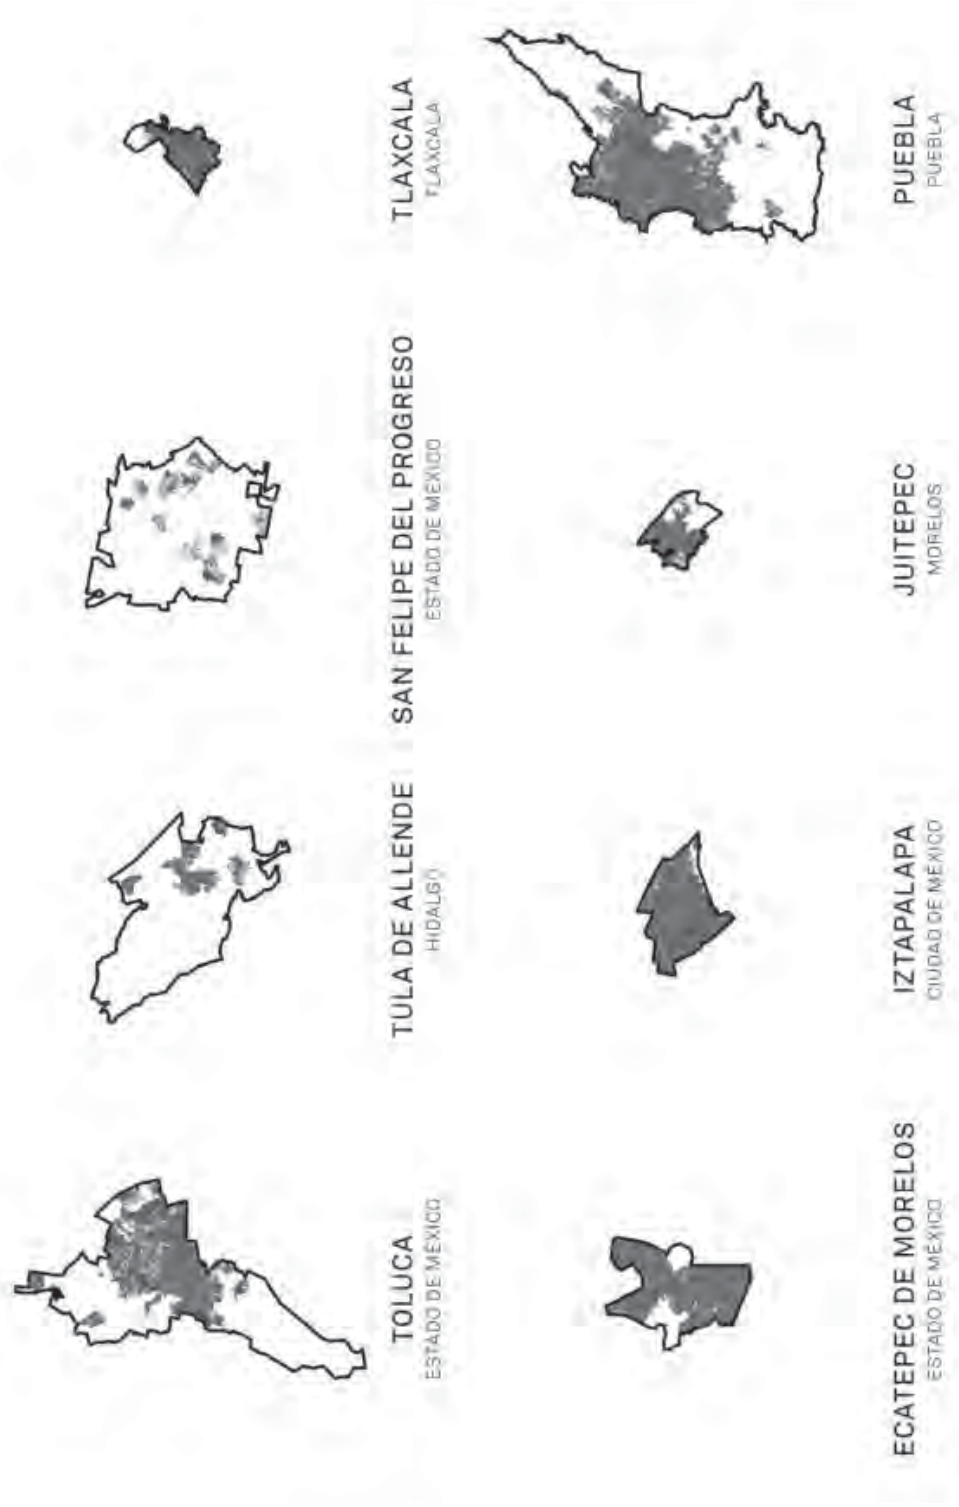 TOLUCA
ESTADO DE MÉXICO
TULA DE ALLENDE
HIDALGO
SAN FELIPE DEL PROGRESO
ESTADO DE MÉXICO
TLAXCALA
TLAXCALA
ECATEPEC DE MORELOS
ESTADO DE MÉXICO
IZTAPALAPA
CIUDAD DE MÉXICO
JUITEPEC
MORELOS
PUEBLA
PUEBLA